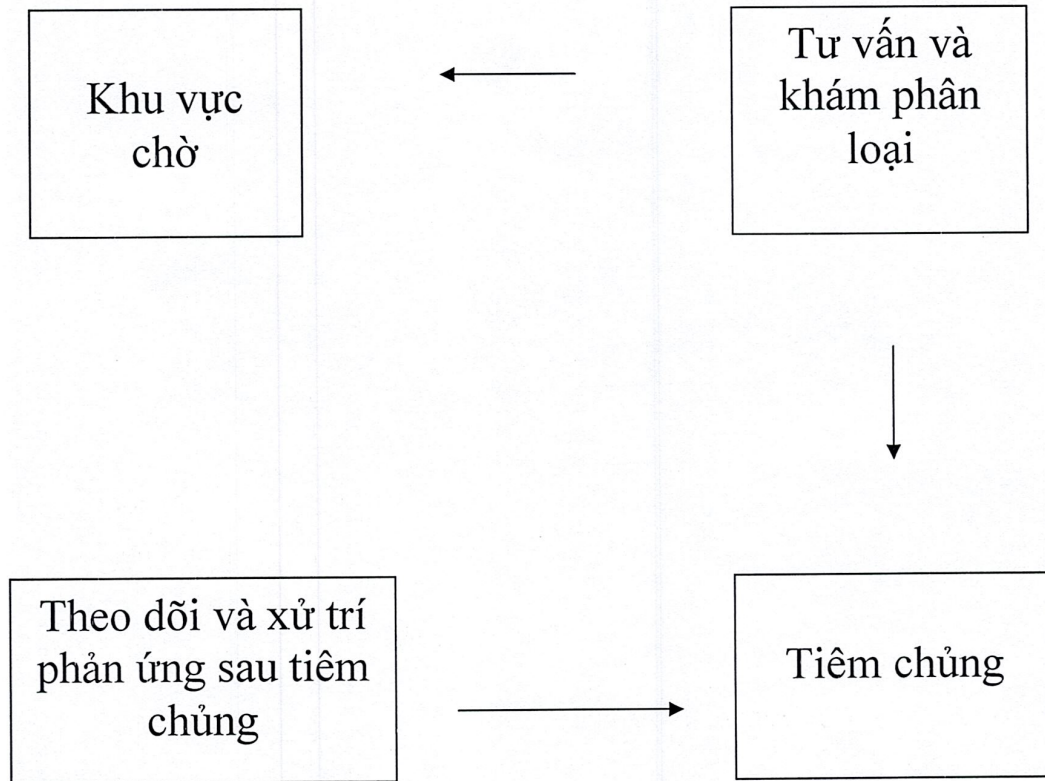 Khu vực
chờ
Tư vấn và
khám phân
loại
Theo dõi và xử trí
phản ứng sau tiêm
chủng
Tiêm chủng